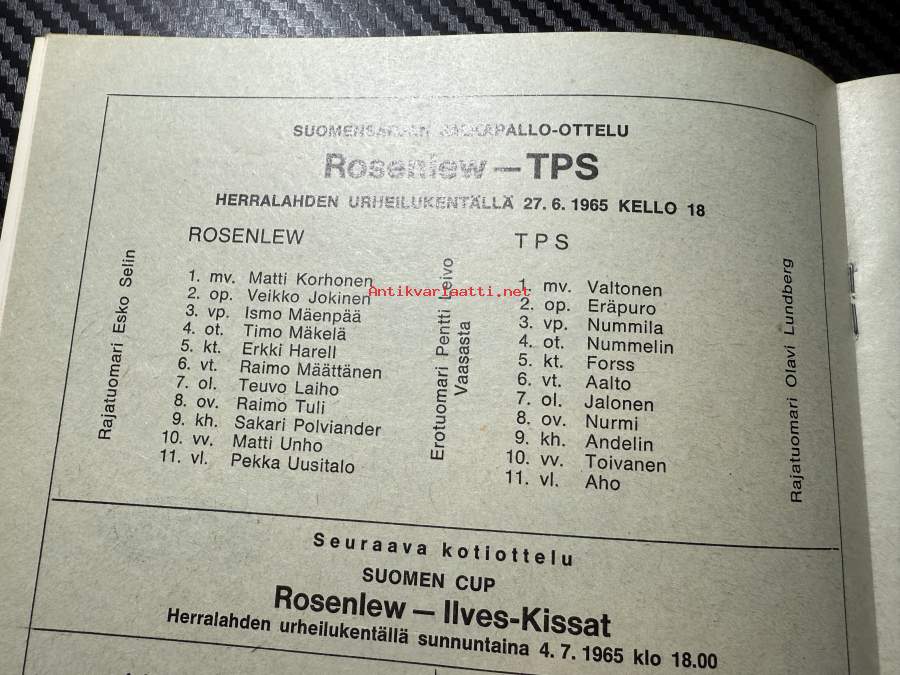 SUOMENSARJAN JALKAPALLO-OTTELU
Rosenlew — TPS
HERRALAHDEN URHEILUKENTÄLLÄ 27. 6. 1965 KELLO 18
Rajatuomari Esko Selin
ROSENLEW
1. mv. Matti Korhonen
2. op. Veikko Jokinen
3. vp. Ismo Mäenpää
4. ot. Timo Mäkelä
5. kt. Erkki Harell
6. vt. Raimo Määttänen
7. ol. Teuvo Laiho
8. ov. Raimo Tuli
9. kh. Sakari Polviander
10. vv. Matti Unho
11. vl. Pekka Uusitalo
Erotuomari Pentti Leivo
Vaasasta
TPS
1. mv. Valtonen
2. op. Eräpuro
3. vp. Nummila
4. ot. Nummelin
5. kt. Forss
6. vt. Aalto
7. ol. Jalonen
8. ov. Nurmi
9. kh. Andelin
10. vv. Toivanen
11. vl. Aho
Rajatuomari Olavi Lundberg
Antikvariaatti.net
Seuraava kotiottelu
SUOMEN CUP
Rosenlew — Ilves-Kissat
Herralahden urheilukentällä sunnuntaina 4. 7. 1965 klo 18.00